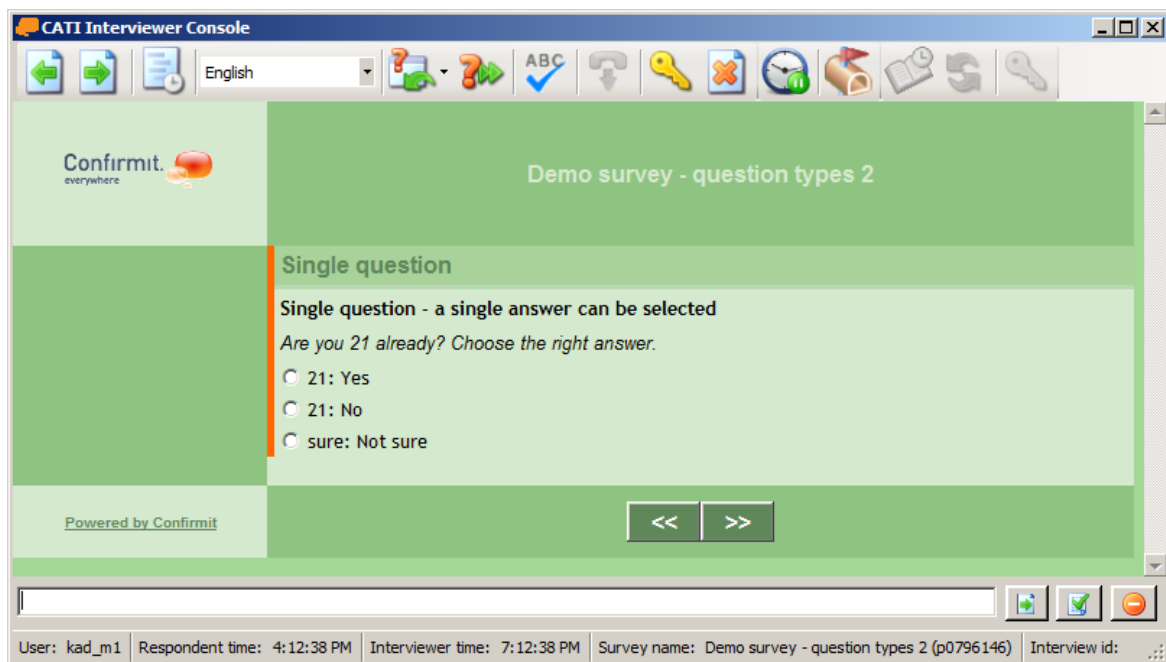 CATI Interviewer Console
English
ABC
Confirmit.
everywhere
Demo survey - question types 2
Single question
Single question - a single answer can be selected
Are you 21 already? Choose the right answer.
21: Yes
21: No
sure: Not sure
Powered by Confirmit
<< >>
User: kad_m1 Respondent time: 4:12:38 PM Interviewer time: 7:12:38 PM Survey name: Demo survey - question types 2 (p0796146) Interview id: